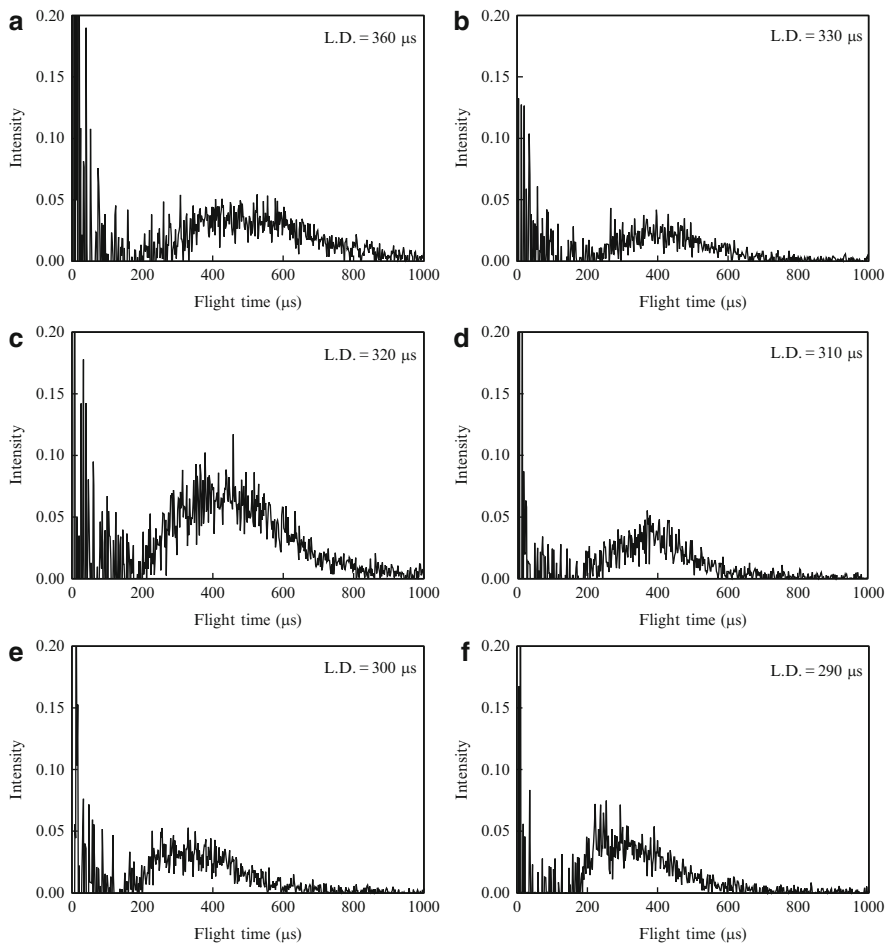 a
L.D. = 360 µs
0.20
0.15
0.10
0.05
0.00
Intensity
0 200 400 600 800 1000
Flight time (µs)
b
L.D. = 330 µs
0.20
0.15
0.10
0.05
0.00
Intensity
0 200 400 600 800 1000
Flight time (µs)
c
L.D. = 320 µs
0.20
0.15
0.10
0.05
0.00
Intensity
0 200 400 600 800 1000
Flight time (µs)
d
L.D. = 310 µs
0.20
0.15
0.10
0.05
0.00
Intensity
0 200 400 600 800 1000
Flight time (µs)
e
L.D. = 300 µs
0.20
0.15
0.10
0.05
0.00
Intensity
0 200 400 600 800 1000
Flight time (µs)
f
L.D. = 290 µs
0.20
0.15
0.10
0.05
0.00
Intensity
0 200 400 600 800 1000
Flight time (µs)